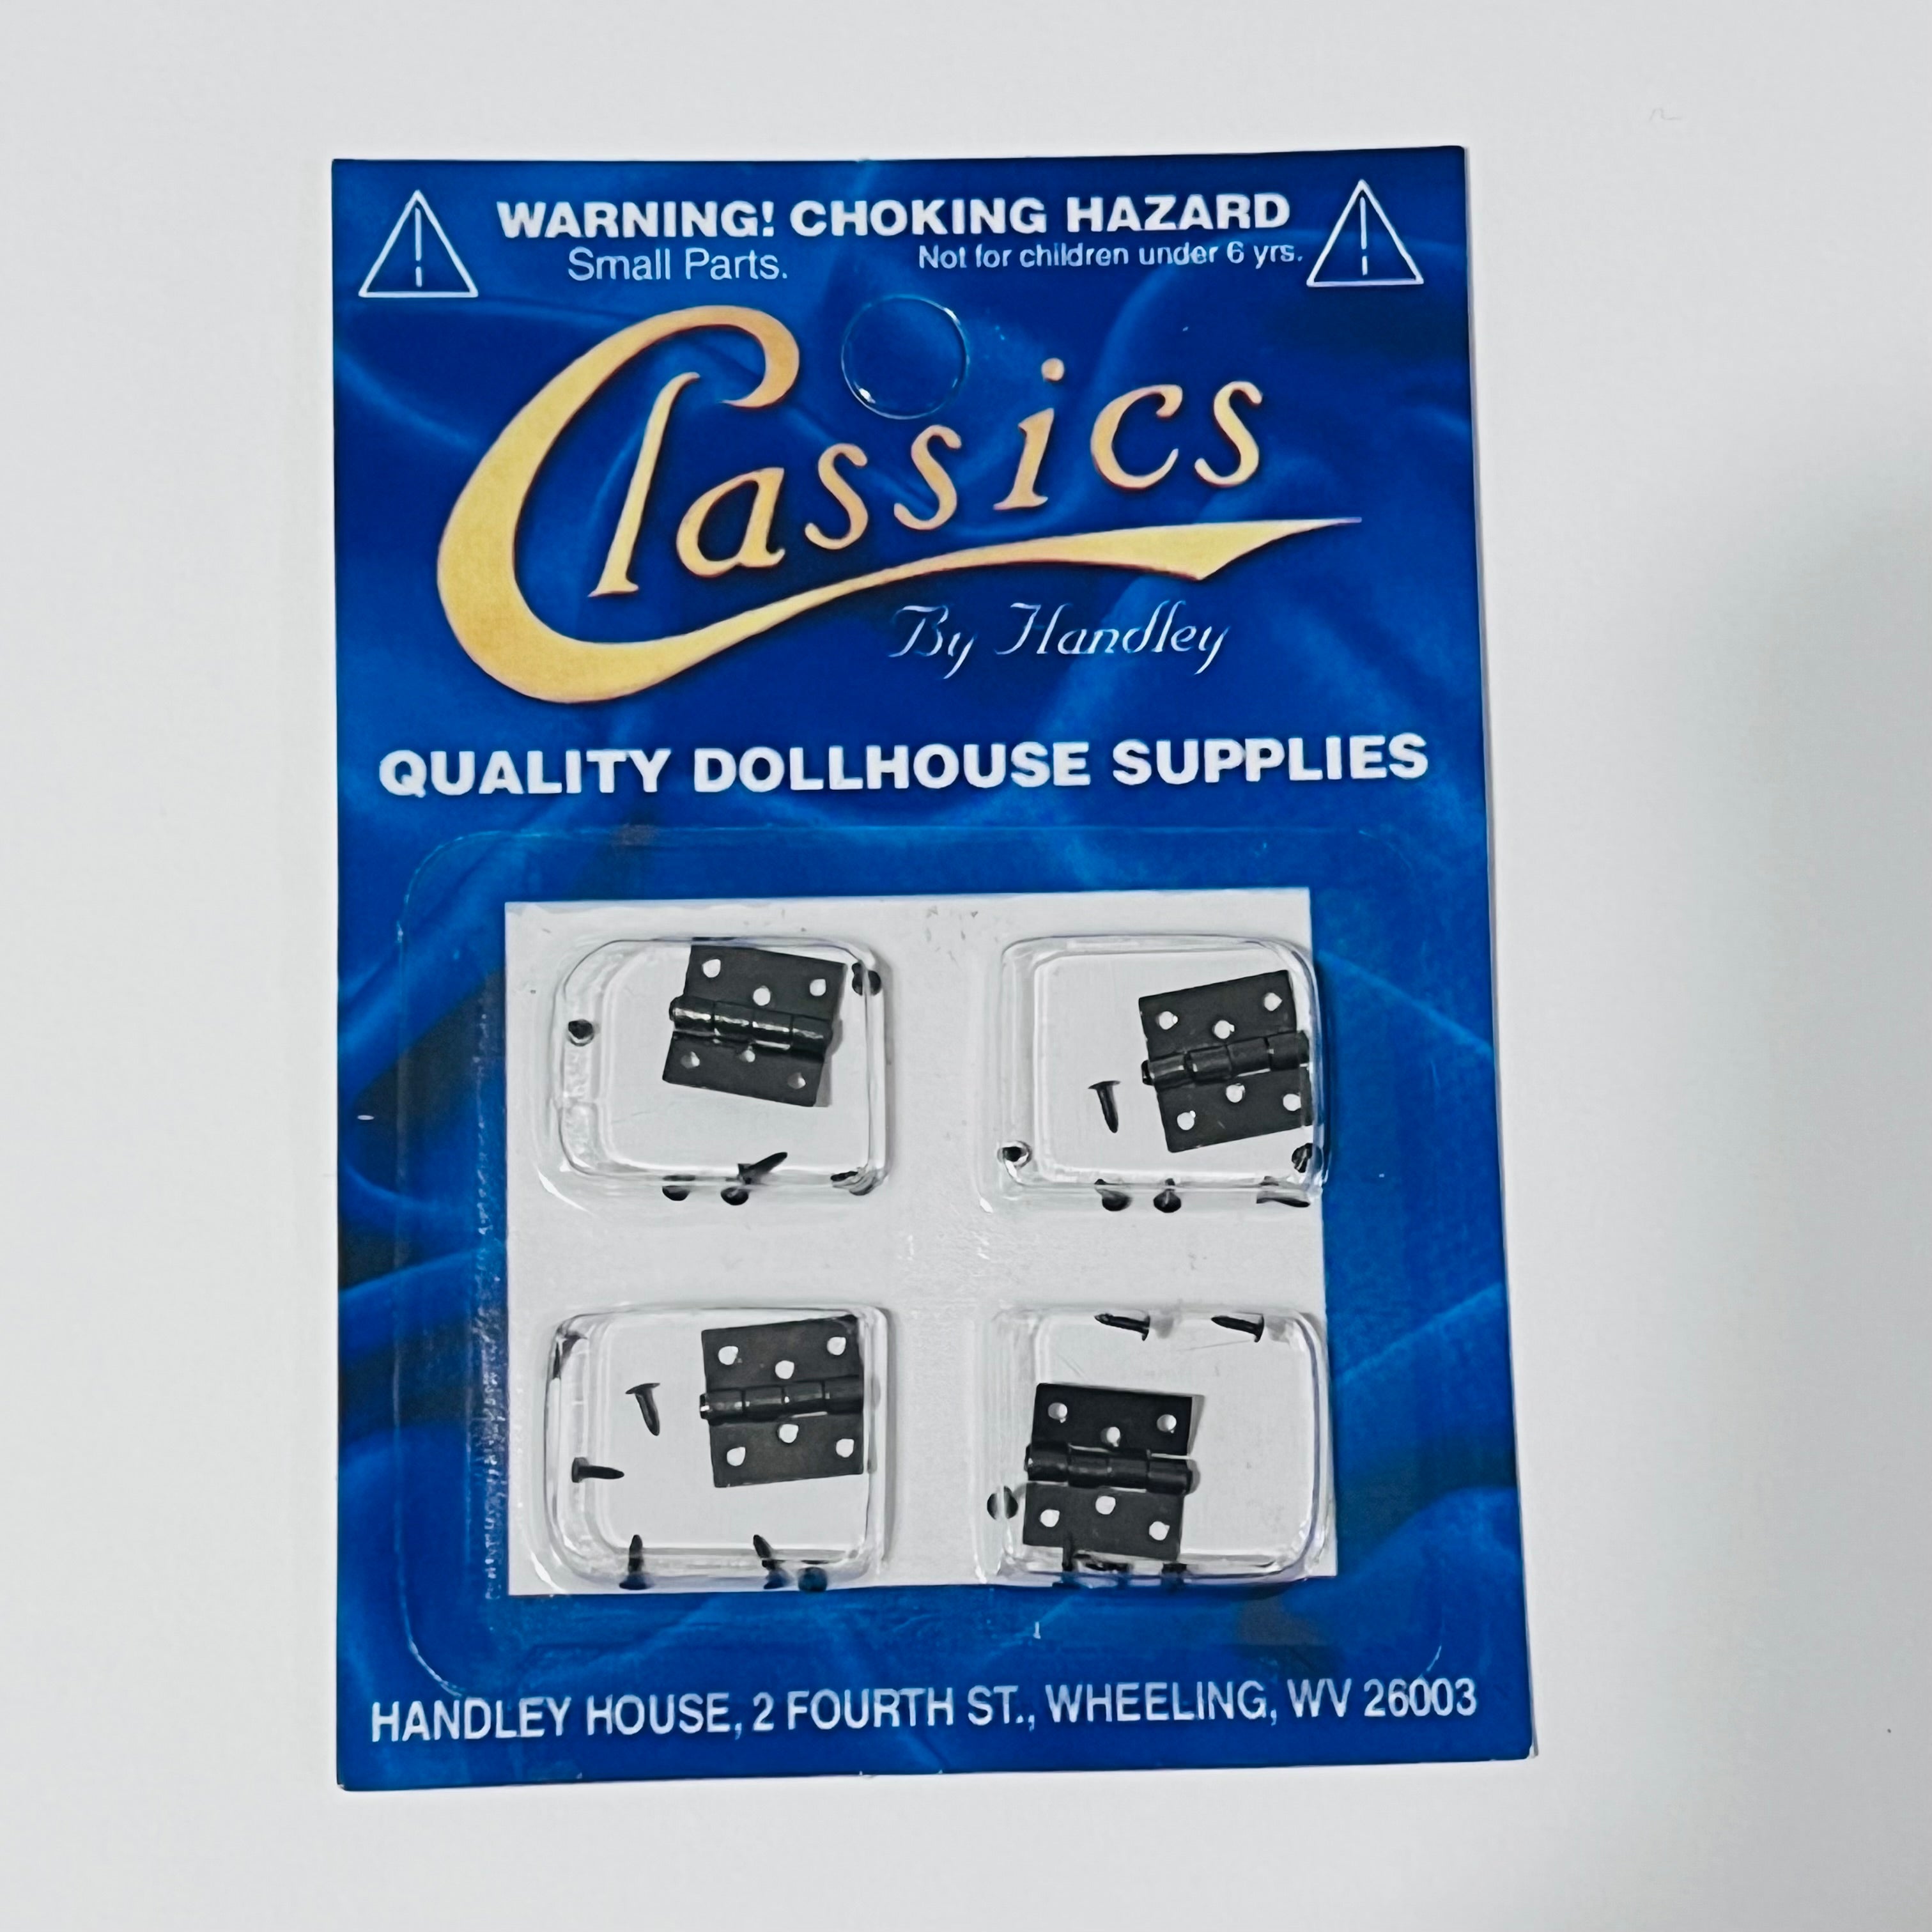 WARNING! CHOKING HAZARD
Small Parts. Not for children under 6 yrs.
Classics
By Handley
QUALITY DOLLHOUSE SUPPLIES
HANDLEY HOUSE, 2 FOURTH ST., WHEELING, WV 26003